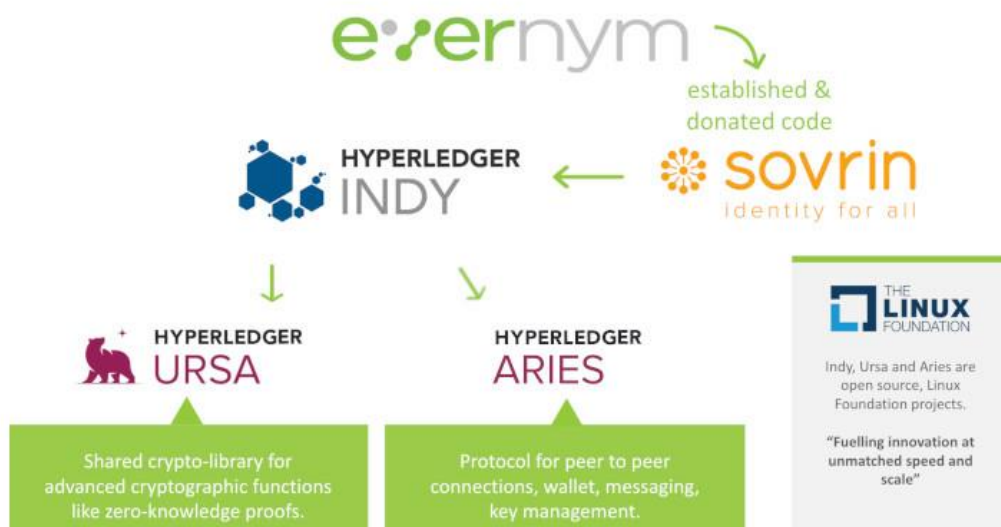 evernym
established &
donated code
sovrin
identity for all
HYPERLEDGER
INDY
HYPERLEDGER
URSA
Shared crypto-library for
advanced cryptographic functions
like zero-knowledge proofs.
HYPERLEDGER
ARIES
Protocol for peer to peer
connections, wallet, messaging,
key management.
THE
LINUX
FOUNDATION
Indy, Ursa and Aries are
open source, Linux
Foundation projects.
“Fuelling innovation at
unmatched speed and
scale”